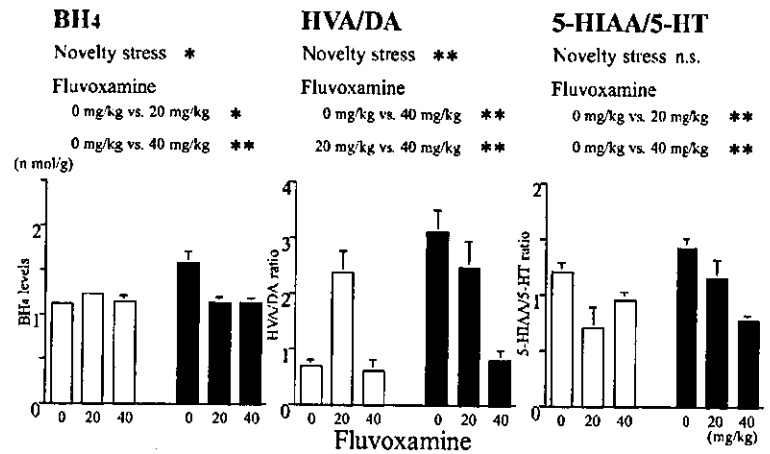 BH4
Novelty stress *
Fluvoxamine
0 mg/kg vs. 20 mg/kg *
0 mg/kg vs. 40 mg/kg **
(n mol/g)
BH4 levels
2
1
0
0 20 40 0 20 40
HVA/DA
Novelty stress **
Fluvoxamine
0 mg/kg vs. 40 mg/kg **
20 mg/kg vs. 40 mg/kg **
HVA/DA ratio
4
3
2
1
0
0 20 40 0 20 40
5-HIAA/5-HT
Novelty stress n.s.
Fluvoxamine
0 mg/kg vs. 20 mg/kg **
0 mg/kg vs. 40 mg/kg **
5-HIAA/5-HT ratio
2
1
0
0 20 40 0 20 40
(mg/kg)
Fluvoxamine